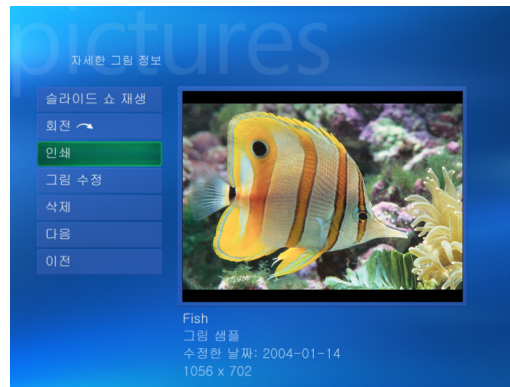 pictures
자세한 그림 정보
슬라이드 쇼 재생
회전
인쇄
그림 수정
삭제
다음
이전
Fish
그림 샘플
수정한 날짜: 2004-01-14
1056 x 702